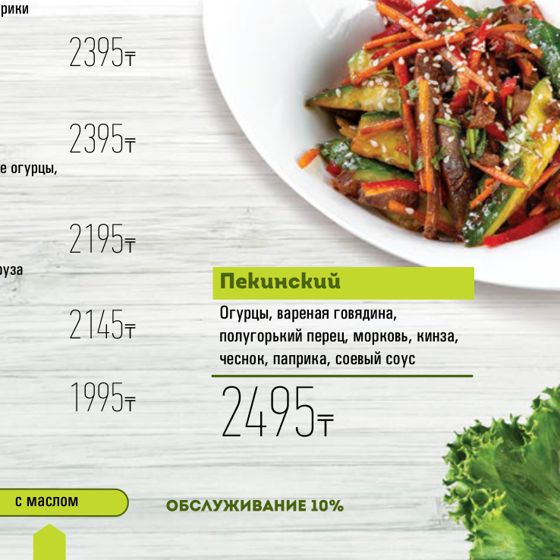 рики
2395₸
2395₸
е огурцы,
2195₸
руза
2145₸
1995₸
с маслом
Пекинский
Огурцы, вареная говядина,
полугорький перец, морковь, кинза,
чеснок, паприка, соевый соус
2495₸
ОБСЛУЖИВАНИЕ 10%